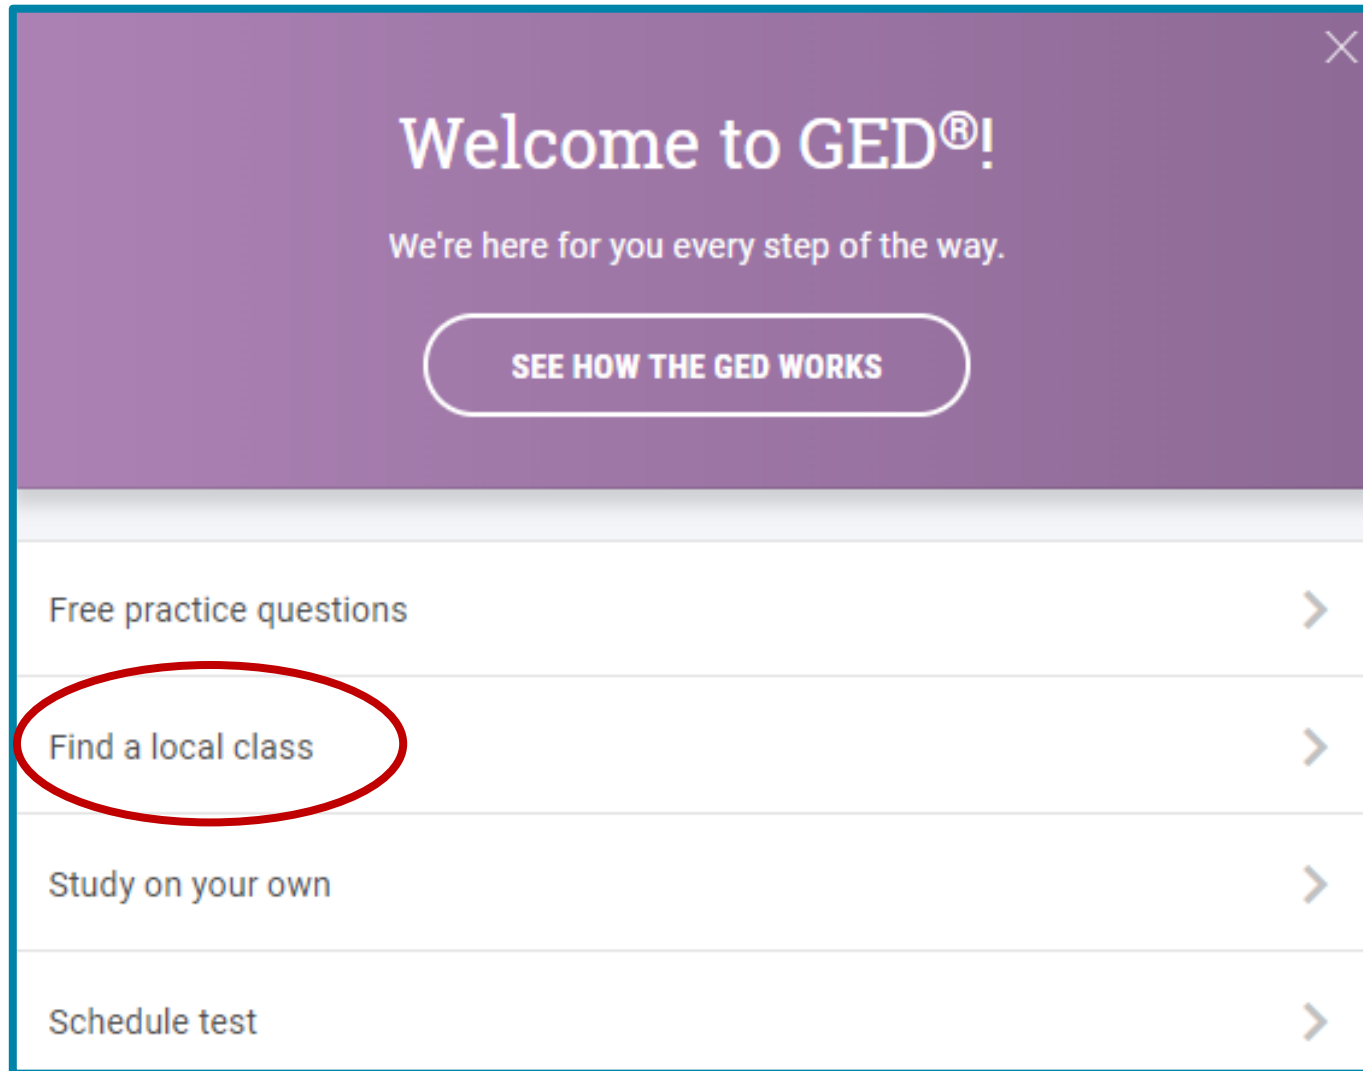 Welcome to GED®!
We're here for you every step of the way.
SEE HOW THE GED WORKS
Free practice questions
Find a local class
Study on your own
Schedule test